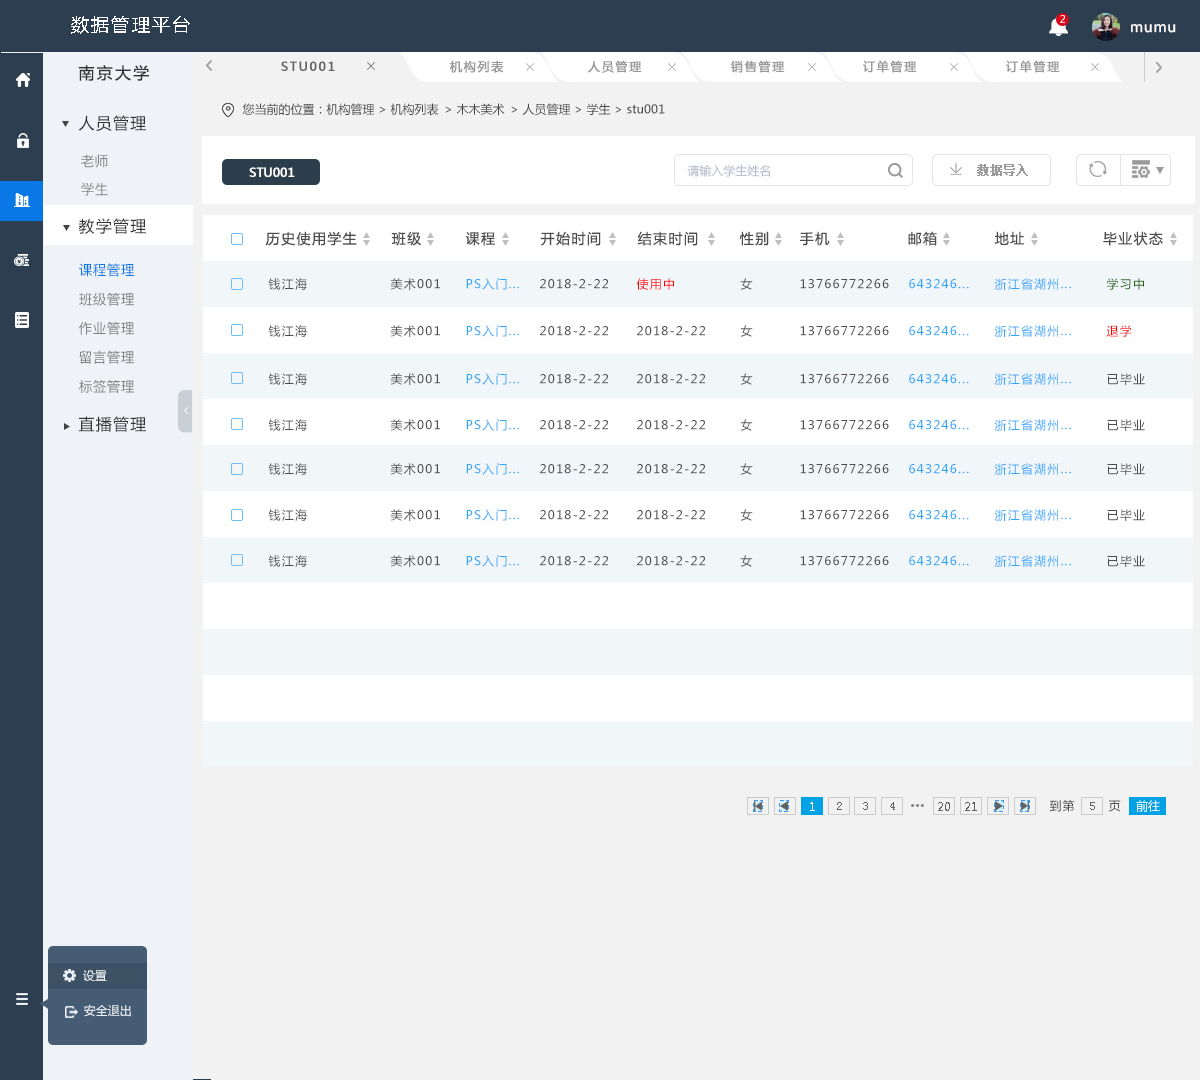 数据管理平台
2
mumu
南京大学
人员管理
老师
学生
教学管理
课程管理
班级管理
作业管理
留言管理
标签管理
直播管理
设置
安全退出
STU001 机构列表 人员管理 销售管理 订单管理 订单管理
您当前的位置：机构管理 > 机构列表 > 木木美术 > 人员管理 > 学生 > stu001
STU001 请输入学生姓名 数据导入
历史使用学生 班级 课程 开始时间 结束时间 性别 手机 邮箱 地址 毕业状态
钱江海 美术001 PS入门... 2018-2-22 使用中 女 13766772266 643246... 浙江省湖州... 学习中
钱江海 美术001 PS入门... 2018-2-22 2018-2-22 女 13766772266 643246... 浙江省湖州... 退学
钱江海 美术001 PS入门... 2018-2-22 2018-2-22 女 13766772266 643246... 浙江省湖州... 已毕业
钱江海 美术001 PS入门... 2018-2-22 2018-2-22 女 13766772266 643246... 浙江省湖州... 已毕业
钱江海 美术001 PS入门... 2018-2-22 2018-2-22 女 13766772266 643246... 浙江省湖州... 已毕业
钱江海 美术001 PS入门... 2018-2-22 2018-2-22 女 13766772266 643246... 浙江省湖州... 已毕业
钱江海 美术001 PS入门... 2018-2-22 2018-2-22 女 13766772266 643246... 浙江省湖州... 已毕业
1 2 3 4 ••• 20 21 到第 5 页 前往